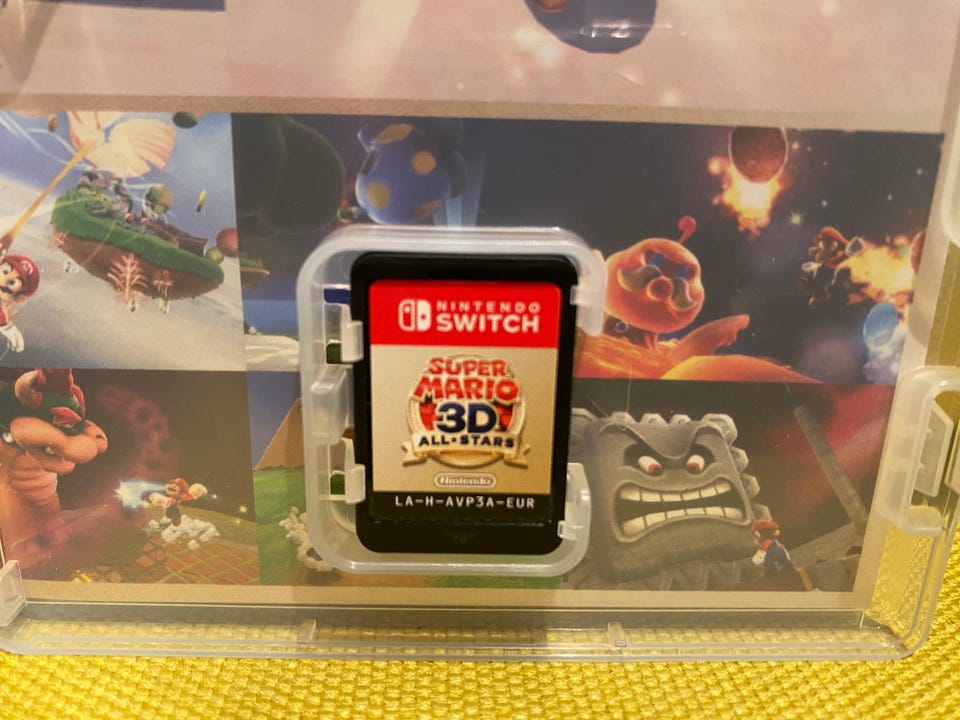 NINTENDO
SWITCH
SUPER
MARIO
3D
ALL★STARS
Nintendo
LA-H-AVP3A-EUR